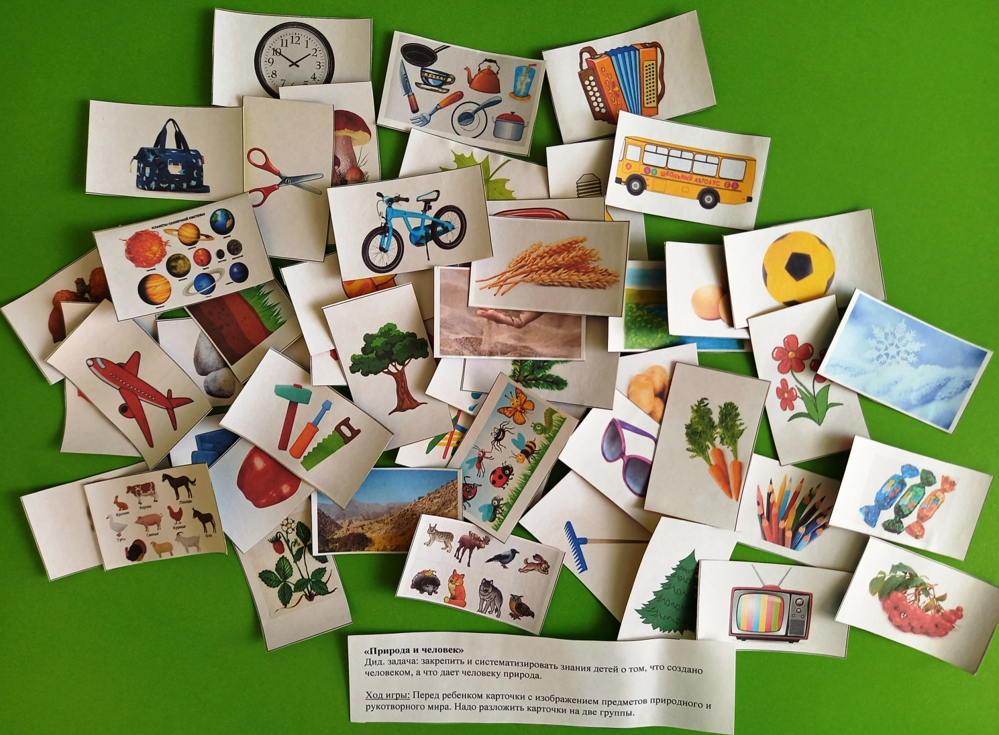 11 12 1
10 2
9 3
8 4
7 5
ШКОЛЬНЫЙ АВТОБУС
ПЛАНЕТЫ СОЛНЕЧНОЙ СИСТЕМЫ
Лошадь
Корова
Кролик
Гусь
Свинья
Курица
Осел
«Природа и человек»
Дид. задача: закрепить и систематизировать знания детей о том, что создано
человеком, а что дает человеку природа.
Ход игры: Перед ребенком карточки с изображением предметов природного и
рукотворного мира. Надо разложить карточки на две группы.